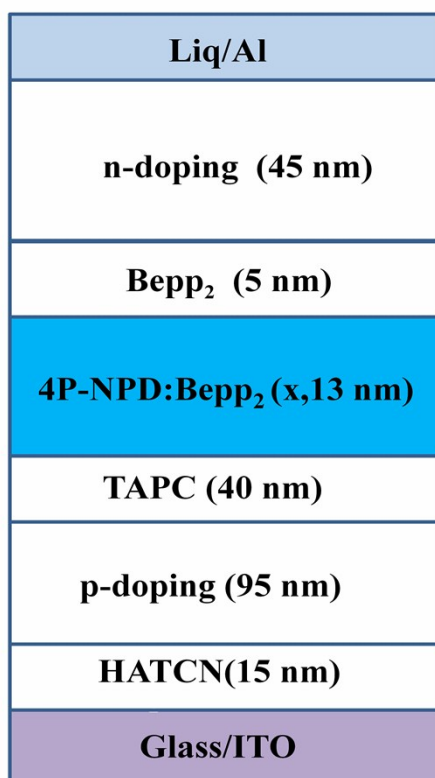 Liq/Al
n-doping (45 nm)
Bepp₂ (5 nm)
4P-NPD:Bepp₂ (x,13 nm)
TAPC (40 nm)
p-doping (95 nm)
HATCN(15 nm)
Glass/ITO